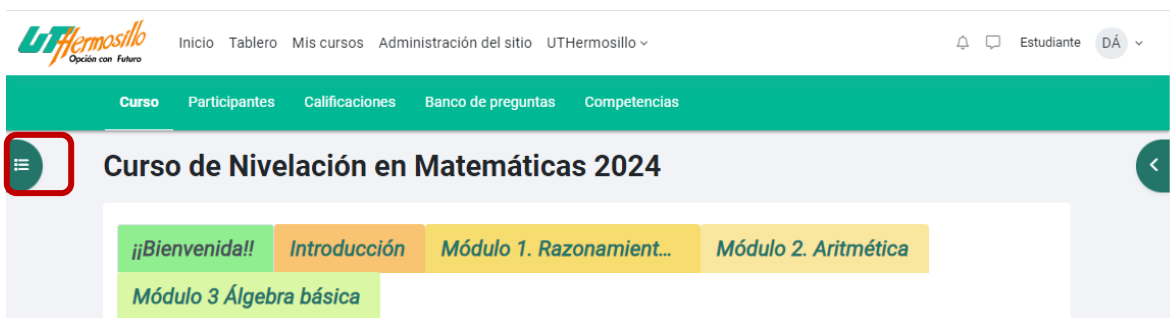 UTHermosillo
Opción con Futuro
Inicio Tablero Mis cursos Administración del sitio UTHermosillo
Estudiante DÁ
Curso Participantes Calificaciones Banco de preguntas Competencias
Curso de Nivelación en Matemáticas 2024
¡¡Bienvenida!! Introducción Módulo 1. Razonamient... Módulo 2. Aritmética
Módulo 3 Álgebra básica